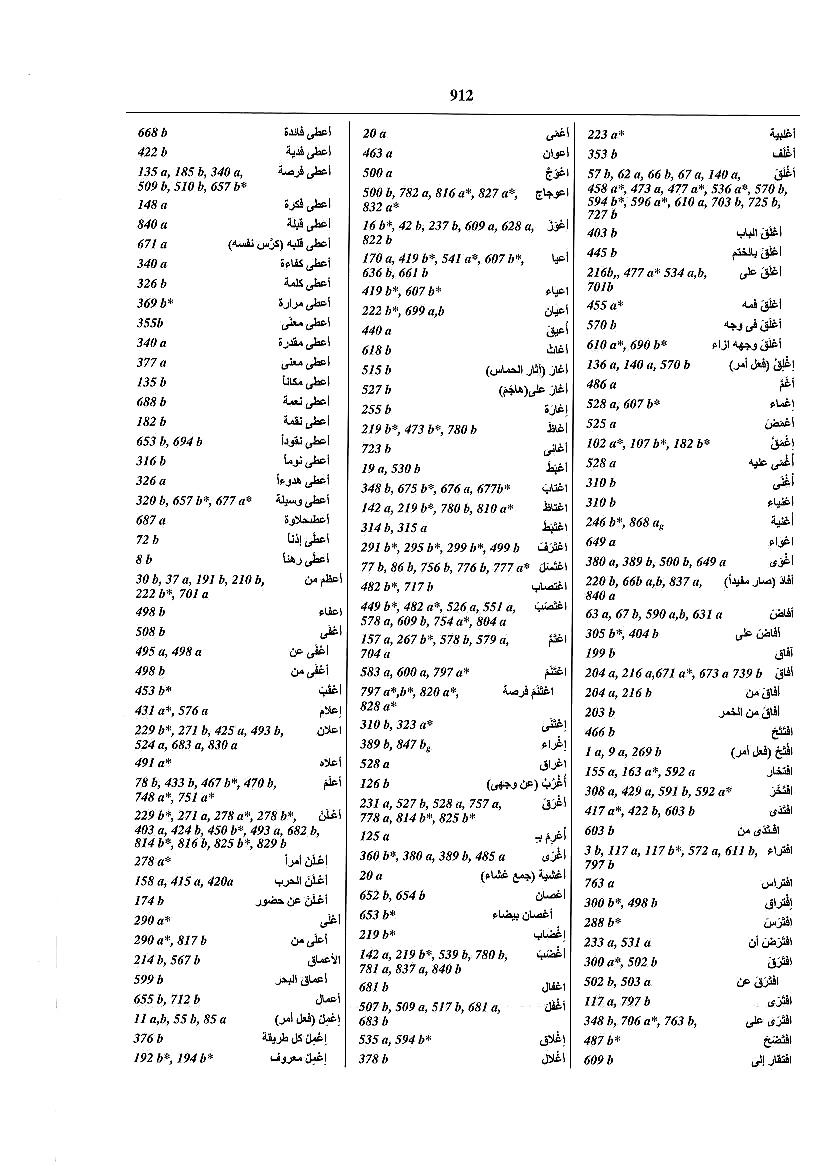 912
668 b أعطى فائدة
422 b أعطى فدية
135 a, 185 b, 340 a, أعطى فرصة
509 b, 510 b, 657 b*
148 a أعطى فكرة
840 a أعطى قبلة
671 a أعطى قلبه (كرّس نفسه)
340 a أعطى كفاءة
326 b أعطى كلمة
369 b* أعطى مرارة
355b أعطى معنى
340 a أعطى مقدرة
377 a أعطى معنى
135 b أعطى مكاناً
688 b أعطى نعمة
182 b أعطى نقمة
653 b, 694 b أعطى نقوداً
316 b أعطى نوماً
326 a أعطى هدوءاً
320 b, 657 b*, 677 a* أعطى وسيلة
687 a أعطىحلاوة
72 b أعطى إذناً
8 b أعطى رهناً
30 b, 37 a, 191 b, 210 b, أعظم من
222 b*, 701 a
498 b اعفاء
508 b أعفى
495 a, 498 a أعفى عن
498 b أعفى من
453 b* أعقب
431 a*, 576 a إعلام
229 b*, 271 b, 425 a, 493 b, اعلان
524 a, 683 a, 830 a
491 a* أعلاه
78 b, 433 b, 467 b*, 470 b, أعلم
748 a*, 751 a*
229 b*, 271 a, 278 a*, 278 b*, أعلن
403 a, 424 b, 450 b*, 493 a, 682 b,
814 b*, 816 b, 825 b*, 829 b
278 a* أعلن أمراً
158 a, 415 a, 420a أعلن الحرب
174 b أعلن عن حضور
290 a* أعلى
290 a*, 817 b أعلى من
214 b, 567 b الأعماق
599 b أعماق البحر
655 b, 712 b أعمال
11 a,b, 55 b, 85 a إعمل (فعل أمر)
376 b إعمل كل طريقة
192 b*, 194 b* إعمل معروف
20 a أعمى
463 a أعوان
500 a اعوج
500 b, 782 a, 816 a*, 827 a*, اعوجاج
832 a*
16 b*, 42 b, 237 b, 609 a, 628 a, أعوز
822 b
170 a, 419 b*, 541 a*, 607 b*, أعيا
636 b, 661 b
419 b*, 607 b* اعياء
222 b*, 699 a,b أعيان
440 a أعيق
618 b أغاث
515 b أغار (أثار الحماس)
527 b أغار على(هاجم)
255 b إغارة
219 b*, 473 b*, 780 b أغاظ
723 b أغانى
19 a, 530 b أغبط
348 b, 675 b*, 676 a, 677b* اغتاب
142 a, 219 b*, 780 b, 810 a* اغتاظ
314 b, 315 a اغتبط
291 b*, 295 b*, 299 b*, 499 b اغترف
77 b, 86 b, 756 b, 776 b, 777 a* اغتسل
482 b*, 717 b اغتصاب
449 b*, 482 a*, 526 a, 551 a, اغتصب
578 a, 609 b, 754 a*, 804 a
157 a, 267 b*, 578 b, 579 a, اغتم
704 a
583 a, 600 a, 797 a* اغتنم
797 a*,b*, 820 a*, اغتنم فرصة
828 a*
310 b, 323 a* إغتنى
389 b, 847 bg إغراء
528 a اغراق
126 b أغرب (عن وجهى)
231 a, 527 b, 528 a, 757 a, أغرق
778 a, 814 b*, 825 b*
125 a أغرم بـ
360 b*, 380 a, 389 b, 485 a أغرى
20 a أغشية (جمع غشاء)
652 b, 654 b أغصان
653 b* أغصان بيضاء
219 b* إغضاب
142 a, 219 b*, 539 b, 780 b, أغضب
781 a, 837 a, 840 b
681 b اغفال
507 b, 509 a, 517 b, 681 a, أغفل
683 b
535 a, 594 b* إغلاق
378 b أغلال
223 a* أغلبية
353 b أغلف
57 b, 62 a, 66 b, 67 a, 140 a, أغلق
458 a*, 473 a, 477 a*, 536 a*, 570 b,
594 b*, 596 a*, 610 a, 703 b, 725 b,
727 b
403 b أغلق الباب
445 b أغلق بالختم
216b,, 477 a* 534 a,b, أغلق على
701b
455 a* أغلق فمه
570 b أغلق فى وجه
610 a*, 690 b* أغلق وجهه ازاء
136 a, 140 a, 570 b إغلق (فعل أمر)
486 a أغم
528 a, 607 b* إغماء
525 a أغمض
102 a*, 107 b*, 182 b* إغمق
528 a أغمى عليه
310 b أغنى
310 b اغنياء
246 b*, 868 ag أغنية
649 a اغواء
380 a, 389 b, 500 b, 649 a أغوى
220 b, 66b a,b, 837 a, أفاد (صار مفيداً)
840 a
63 a, 67 b, 590 a,b, 631 a أفاض
305 b*, 404 b أفاض على
199 b آفاق
204 a, 216 a,671 a*, 673 a 739 b أفاق
204 a, 216 b أفاق من
203 b أفاق من الخمر
466 b افتتح
1 a, 9 a, 269 b افتح (فعل أمر)
155 a, 163 a*, 592 a افتخار
308 a, 429 a, 591 b, 592 a* افتخر
417 a*, 422 b, 603 b افتدى
603 b افتدى من
3 b, 117 a, 117 b*, 572 a, 611 b, افتراء
797 b
763 a افتراس
300 b*, 498 b إفتراق
288 b* افترس
233 a, 531 a افترض أن
300 a*, 502 b افترق
502 b, 503 a افترق عن
117 a, 797 b افترى
348 b, 706 a*, 763 b, افترى على
487 b* افتضح
609 b افتقار إلى